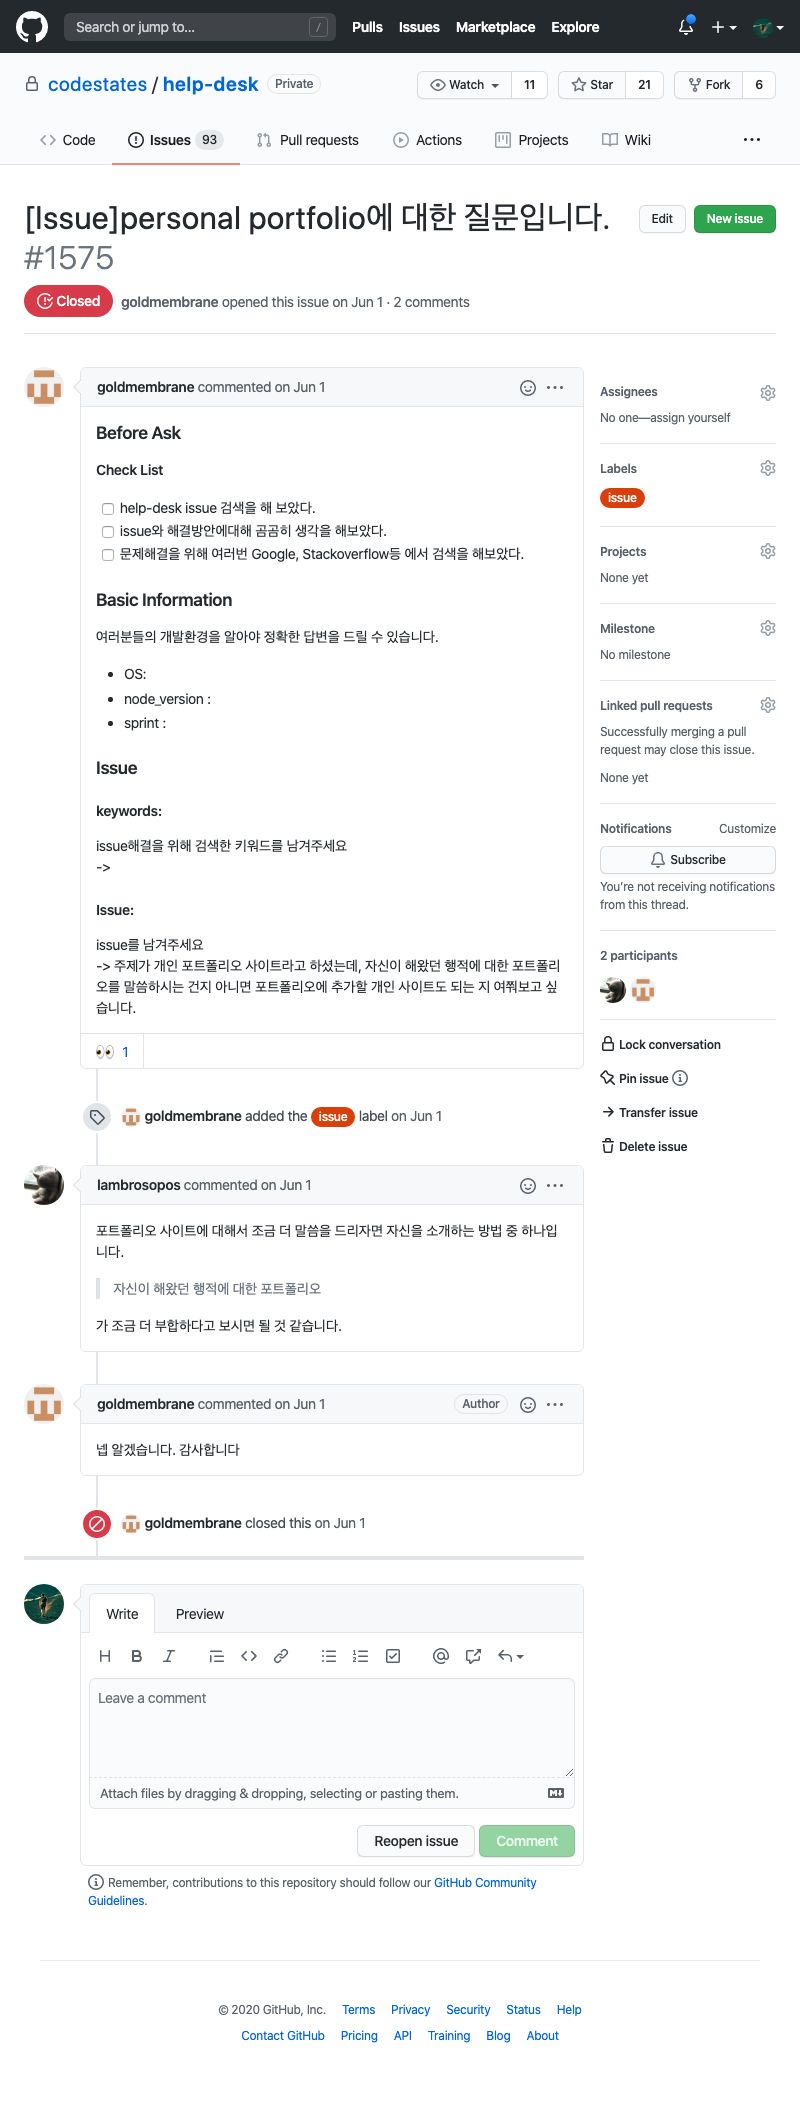 Search or jump to...
/
Pulls
Issues
Marketplace
Explore
codestates / help-desk
Private
Watch
11
Star
21
Fork
6
Code
Issues 93
Pull requests
Actions
Projects
Wiki
[Issue]personal portfolio에 대한 질문입니다.
#1575
Edit
New issue
Closed
goldmembrane opened this issue on Jun 1 · 2 comments
goldmembrane commented on Jun 1
Before Ask
Check List
help-desk issue 검색을 해 보았다.
issue와 해결방안에대해 곰곰히 생각을 해보았다.
문제해결을 위해 여러번 Google, Stackoverflow등 에서 검색을 해보았다.
Basic Information
여러분들의 개발환경을 알아야 정확한 답변을 드릴 수 있습니다.
• OS:
• node_version :
• sprint :
Issue
keywords:
issue해결을 위해 검색한 키워드를 남겨주세요
->
Issue:
issue를 남겨주세요
-> 주제가 개인 포트폴리오 사이트라고 하셨는데, 자신이 해왔던 행적에 대한 포트폴리
오를 말씀하시는 건지 아니면 포트폴리오에 추가할 개인 사이트도 되는 지 여쭤보고 싶
습니다.
1
goldmembrane added the issue label on Jun 1
lambrosopos commented on Jun 1
포트폴리오 사이트에 대해서 조금 더 말씀을 드리자면 자신을 소개하는 방법 중 하나입
니다.
자신이 해왔던 행적에 대한 포트폴리오
가 조금 더 부합하다고 보시면 될 것 같습니다.
goldmembrane commented on Jun 1
Author
넵 알겠습니다. 감사합니다
goldmembrane closed this on Jun 1
Write
Preview
H B I
@
Leave a comment
Attach files by dragging & dropping, selecting or pasting them.
Reopen issue
Comment
Remember, contributions to this repository should follow our GitHub Community
Guidelines.
Assignees
No one—assign yourself
Labels
issue
Projects
None yet
Milestone
No milestone
Linked pull requests
Successfully merging a pull
request may close this issue.
None yet
Notifications
Customize
Subscribe
You're not receiving notifications
from this thread.
2 participants
Lock conversation
Pin issue
Transfer issue
Delete issue
© 2020 GitHub, Inc.
Terms
Privacy
Security
Status
Help
Contact GitHub
Pricing
API
Training
Blog
About